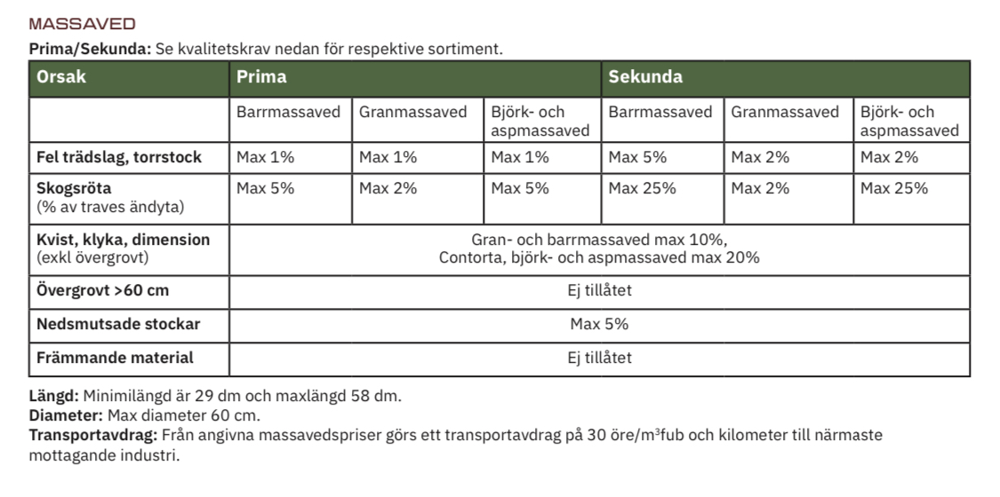 MASSAVED
Prima/Sekunda: Se kvalitetskrav nedan för respektive sortiment.
Orsak Prima Sekunda
Barrmassaved Granmassaved Björk- och aspmassaved Barrmassaved Granmassaved Björk- och aspmassaved
Fel trädslag, torrstock Max 1% Max 1% Max 1% Max 5% Max 2% Max 2%
Skogsröta Max 5% Max 2% Max 5% Max 25% Max 2% Max 25%
(% av traves ändyta)
Kvist, klyka, dimension
(exkl övergrovt)
Gran- och barrmassaved max 10%,
Contorta, björk- och aspmassaved max 20%
Övergrovt >60 cm Ej tillåtet
Nedsmutsade stockar Max 5%
Främmande material Ej tillåtet
Längd: Minimilängd är 29 dm och maxlängd 58 dm.
Diameter: Max diameter 60 cm.
Transportavdrag: Från angivna massavedspriser görs ett transportavdrag på 30 öre/m³fub och kilometer till närmaste
mottagande industri.